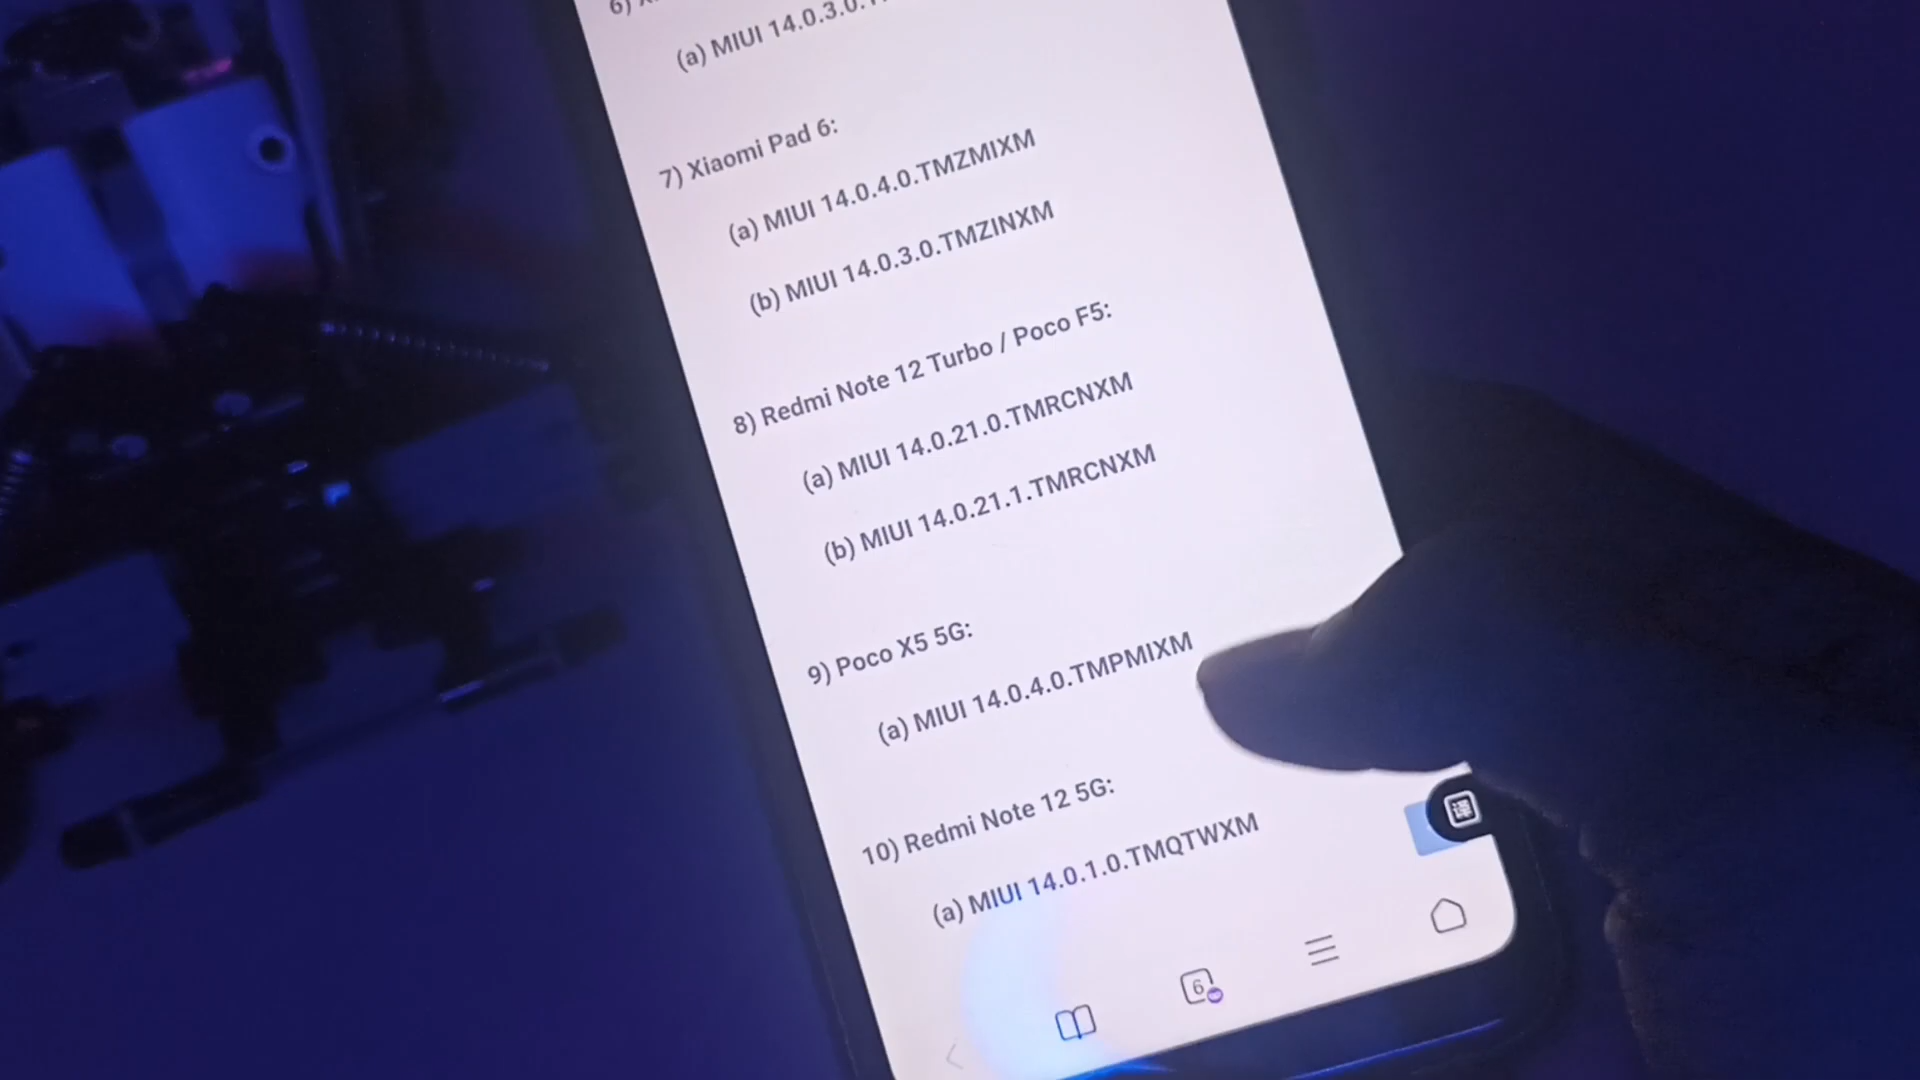 6)
(a) MIUI 14.0.3.0.
7) Xiaomi Pad 6:
(a) MIUI 14.0.4.0.TMZMIXM
(b) MIUI 14.0.3.0.TMZINXM
8) Redmi Note 12 Turbo / Poco F5:
(a) MIUI 14.0.21.0.TMRCNXM
(b) MIUI 14.0.21.1.TMRCNXM
9) Poco X5 5G:
(a) MIUI 14.0.4.0.TMPMIXM
10) Redmi Note 12 5G:
(a) MIUI 14.0.1.0.TMQTWXM
譯
6